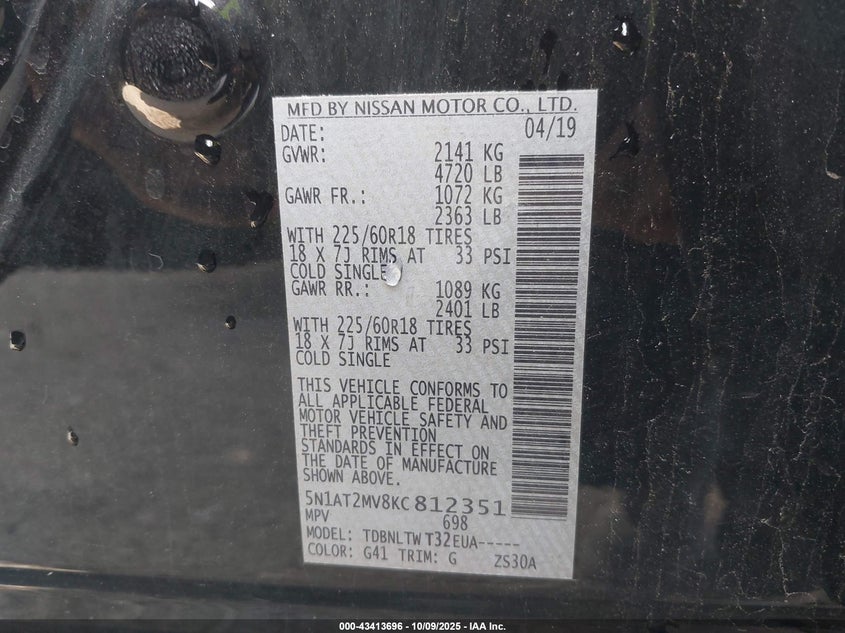 MFD BY NISSAN MOTOR CO., LTD.
DATE: 04/19
GVWR: 2141 KG
4720 LB
GAWR FR.: 1072 KG
2363 LB
WITH 225/60R18 TIRES
18 X 7J RIMS AT 33 PSI
COLD SINGLE
GAWR RR.: 1089 KG
2401 LB
WITH 225/60R18 TIRES
18 X 7J RIMS AT 33 PSI
COLD SINGLE
THIS VEHICLE CONFORMS TO
ALL APPLICABLE FEDERAL
MOTOR VEHICLE SAFETY AND
THEFT PREVENTION
STANDARDS IN EFFECT ON
THE DATE OF MANUFACTURE
SHOWN ABOVE.
5N1AT2MV8KC812351
MPV 698
MODEL: TDBNLTW T32EUA-----
COLOR: G41 TRIM: G ZS30A
000-43413696 - 10/09/2025 - IAA Inc.